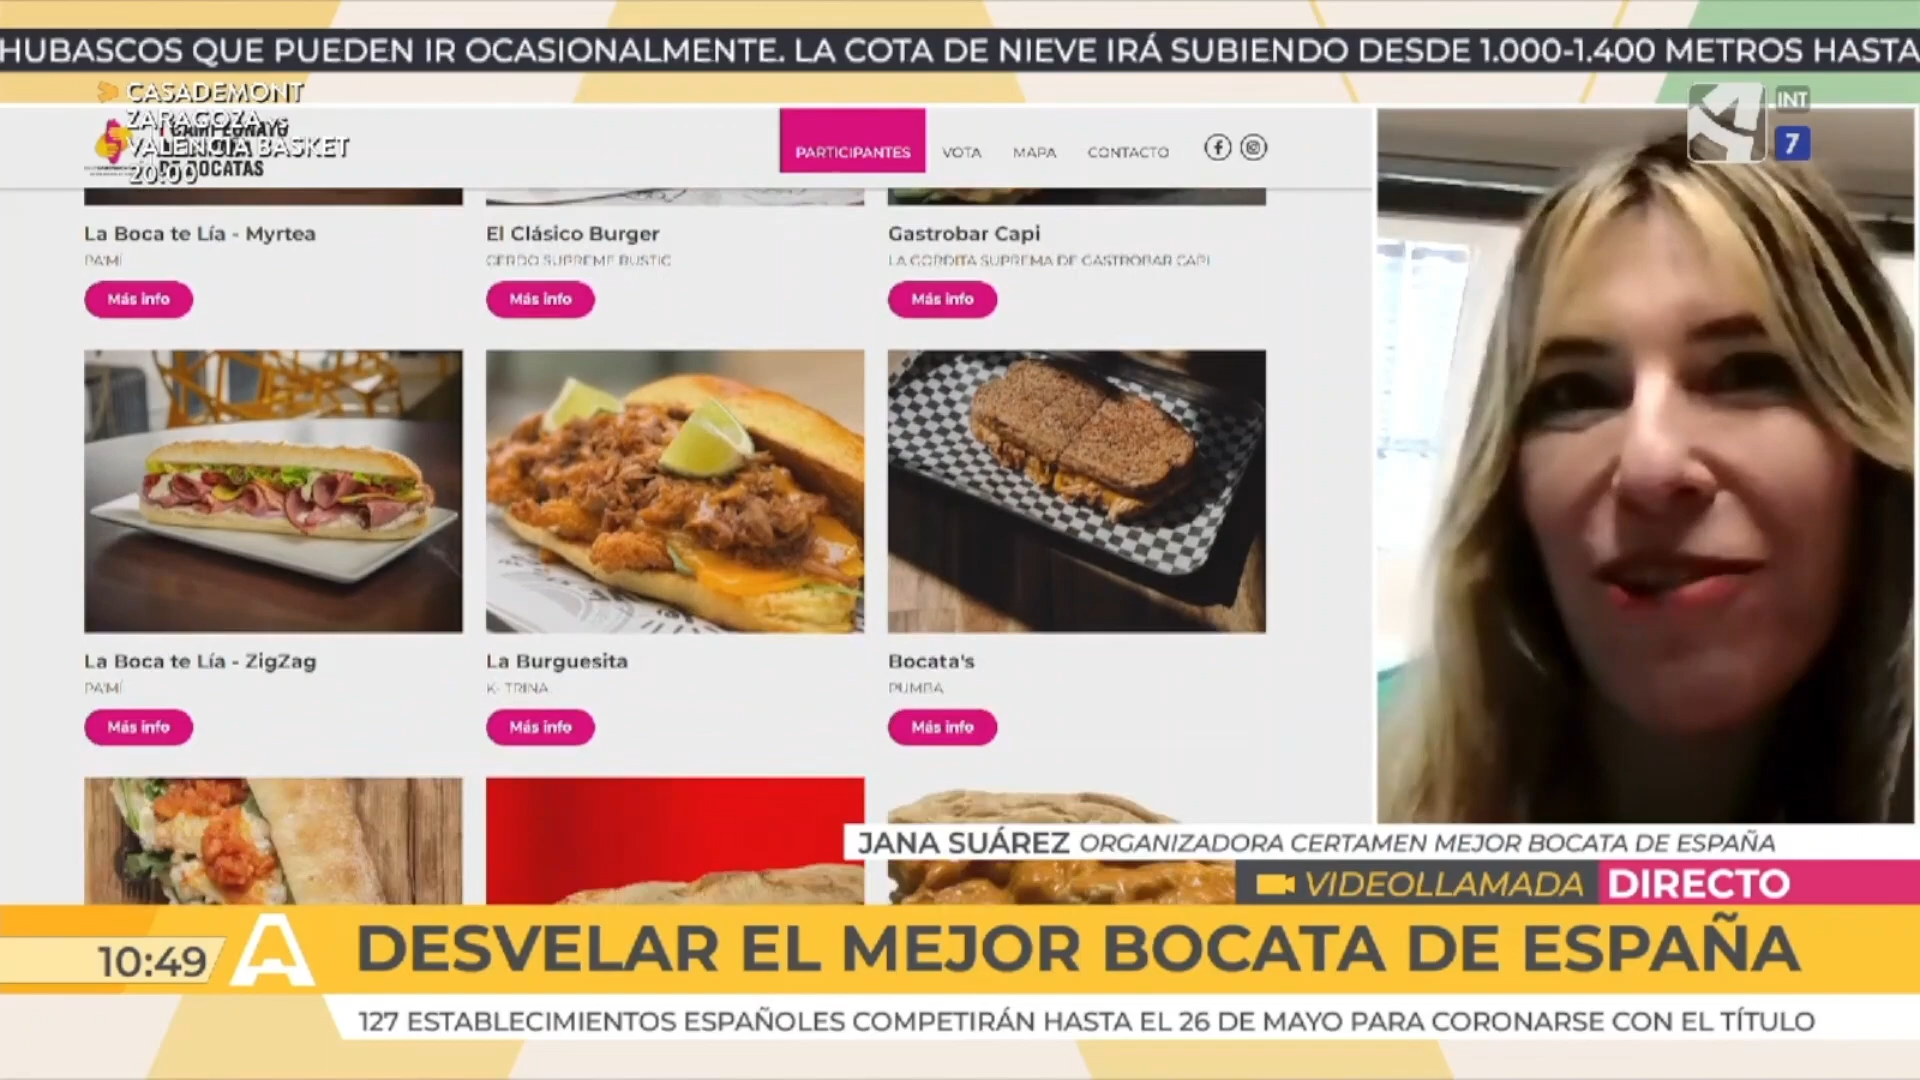 HUBASCOS QUE PUEDEN IR OCASIONALMENTE. LA COTA DE NIEVE IRÁ SUBIENDO DESDE 1.000-1.400 METROS HASTA
CASADEMONT
ZARAGOZA vs
VALENCIA BASKET
20:00
CAMPEONATO
DE BOCATAS
PARTICIPANTES
VOTA
MAPA
CONTACTO
INT
7
La Boca te Lía - Myrtea
PA'MÍ
Más info
El Clásico Burger
CERDO SUPREME RUSTIC
Más info
Gastrobar Capi
LA GORDITA SUPREMA DE GASTROBAR CAPI
Más info
La Boca te Lía - ZigZag
PA'MÍ
Más info
La Burguesita
K- TRINA
Más info
Bocata's
PUMBA
Más info
JANA SUÁREZ ORGANIZADORA CERTAMEN MEJOR BOCATA DE ESPAÑA
VIDEOLLAMADA DIRECTO
10:49 A DESVELAR EL MEJOR BOCATA DE ESPAÑA
127 ESTABLECIMIENTOS ESPAÑOLES COMPETIRÁN HASTA EL 26 DE MAYO PARA CORONARSE CON EL TÍTULO